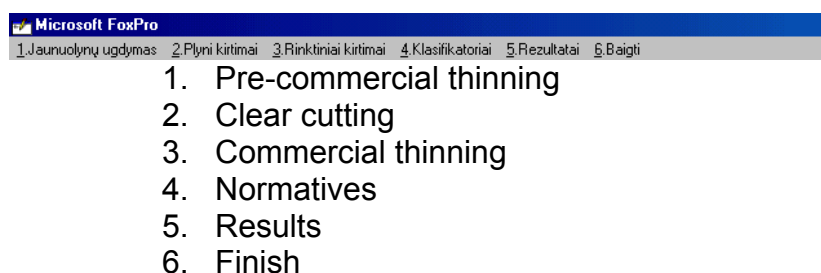 Microsoft FoxPro
1.Jaunuolynų ugdymas 2.Plyni kirtimai 3.Rinktiniai kirtimai 4.Klasifikatoriai 5.Rezultatai 6.Baigti
1. Pre-commercial thinning
2. Clear cutting
3. Commercial thinning
4. Normatives
5. Results
6. Finish